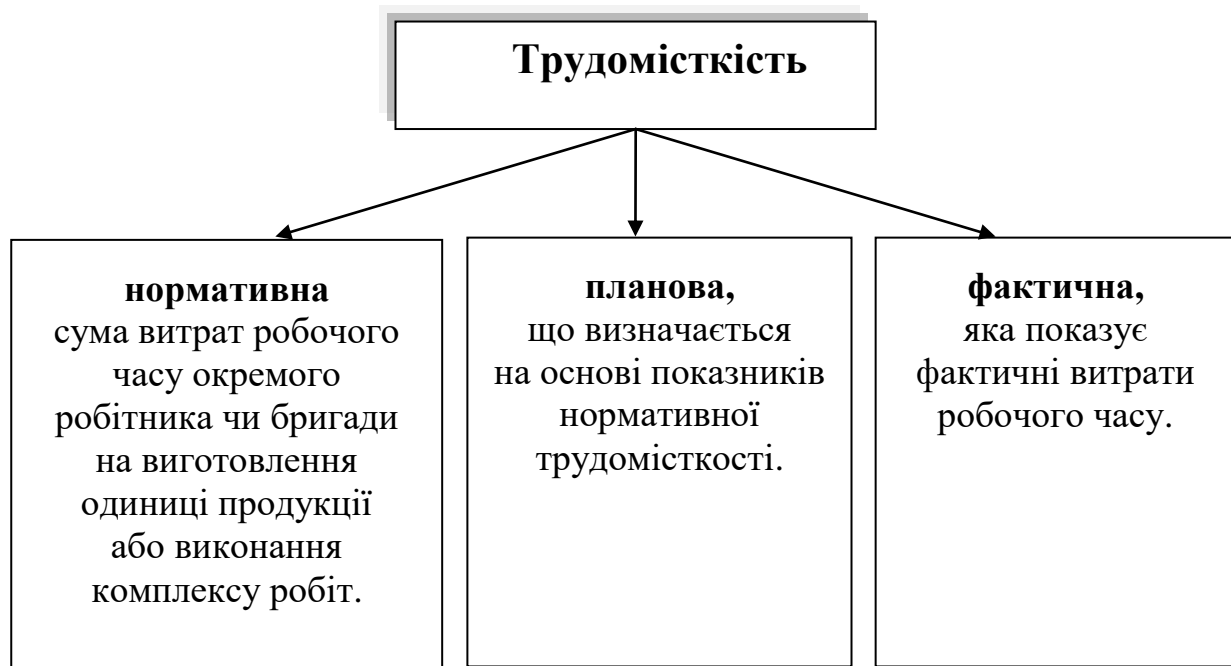 Трудомісткість
нормативна
сума витрат робочого
часу окремого
робітника чи бригади
на виготовлення
одиниці продукції
або виконання
комплексу робіт.
планова,
що визначається
на основі показників
нормативної
трудомісткості.
фактична,
яка показує
фактичні витрати
робочого часу.